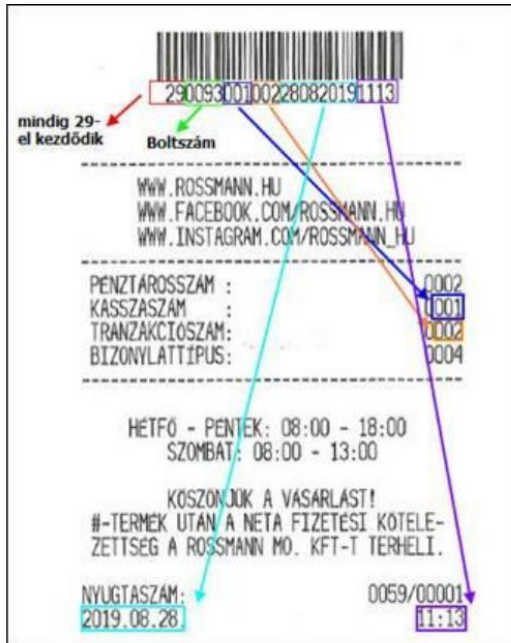 290093001002280820191113
mindig 29-
el kezdődik
Boltszám
WWW.ROSSMANN.HU
WWW.FACEBOOK.COM/ROSSMANN.HU
WWW.INSTAGRAM.COM/ROSSMANN_HU
PÉNZTÁROSSZÁM : 0002
KASSZASZÁM : 0001
TRANZAKCIÓSZÁM: 0002
BIZONYLATTÍPUS: 0004
HÉTFŐ - PÉNTEK: 08:00 - 18:00
SZOMBAT: 08:00 - 13:00
KÖSZÖNJÜK A VÁSÁRLÁST!
#-TERMÉK UTÁN A NETA FIZETÉSI KÖTELE-
ZETTSÉG A ROSSMANN MO. KFT-T TERHELI.
NYUGTASZÁM: 0059/00001
2019.08.28. 11:13